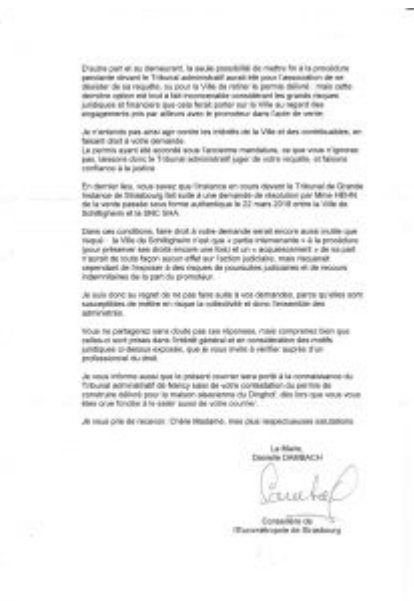 D'autre part et au demeurant, la seule possibilité de mettre fin à la procédure
pendante devant le Tribunal administratif aurait été pour l'association de se
désister de sa requête, ou pour la Ville de retirer le permis délivré : mais cette
dernière option est tout à fait inconcevable considérant les grands risques
juridiques et financiers que cela ferait porter sur la Ville au regard des
engagements pris par ailleurs avec le promoteur dans l'acte de vente.
Je n'entends pas ainsi agir contre les intérêts de la Ville et des contribuables, en
faisant droit à votre demande.
Le permis ayant été accordé sous l'ancienne mandature, ce que vous n'ignorez
pas, laissons donc le Tribunal administratif juger de votre requête, et faisons
confiance à la justice.
En dernier lieu, vous savez que l'instance en cours devant le Tribunal de Grande
Instance de Strasbourg fait suite à une demande de résolution par Mme
de la vente passée sous forme authentique le 22 mars 2018 entre la Ville de
Schiltigheim et la SNC SHA.
Dans ces conditions, faire droit à votre demande serait encore aussi inutile que
risqué : la Ville de Schiltigheim n'est que « partie intervenante » à la procédure
(pour préserver ses droits encore une fois) et un « acquiescement » de sa part
n'aurait de toute façon aucun effet sur l'action judiciaire, mais risquerait
cependant de l'exposer à des risques de poursuites judiciaires et de recours
indemnitaires de la part du promoteur.
Je suis donc au regret de ne pas faire suite à vos demandes, parce qu'elles sont
susceptibles de mettre en risque la collectivité et donc l'ensemble des
administrés.
Vous ne partagerez sans doute pas ces réponses, mais comprenez bien que
celles-ci sont prises dans l'intérêt général et en considération des motifs
juridiques ci-dessus exposés, que je vous invite à vérifier auprès d'un
professionnel du droit.
Je vous informe aussi que le présent courrier sera porté à la connaissance du
Tribunal administratif de Nancy saisi de votre contestation du permis de
construire délivré pour la maison alsacienne du Dinghof, dès lors que vous vous
êtes crue fondée à le saisir aussi de votre courrier.
Je vous prie de recevoir, Chère Madame, mes plus respectueuses salutations.
La Maire,
Danielle DAMBACH
Conseillère de
l'Eurométropole de Strasbourg